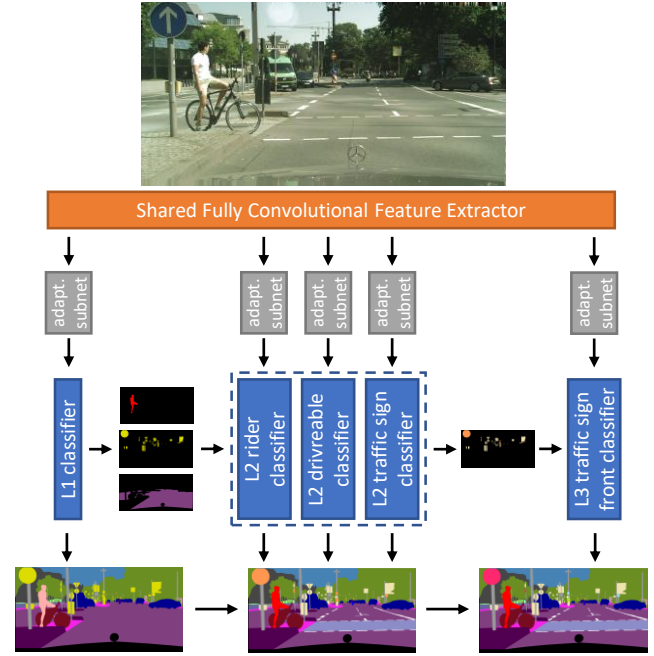 Shared Fully Convolutional Feature Extractor
adapt.
subnet
adapt.
subnet
adapt.
subnet
adapt.
subnet
adapt.
subnet
L1 classifier
L2 rider
classifier
L2 drivreable
classifier
L2 traffic sign
classifier
L3 traffic sign
front classifier